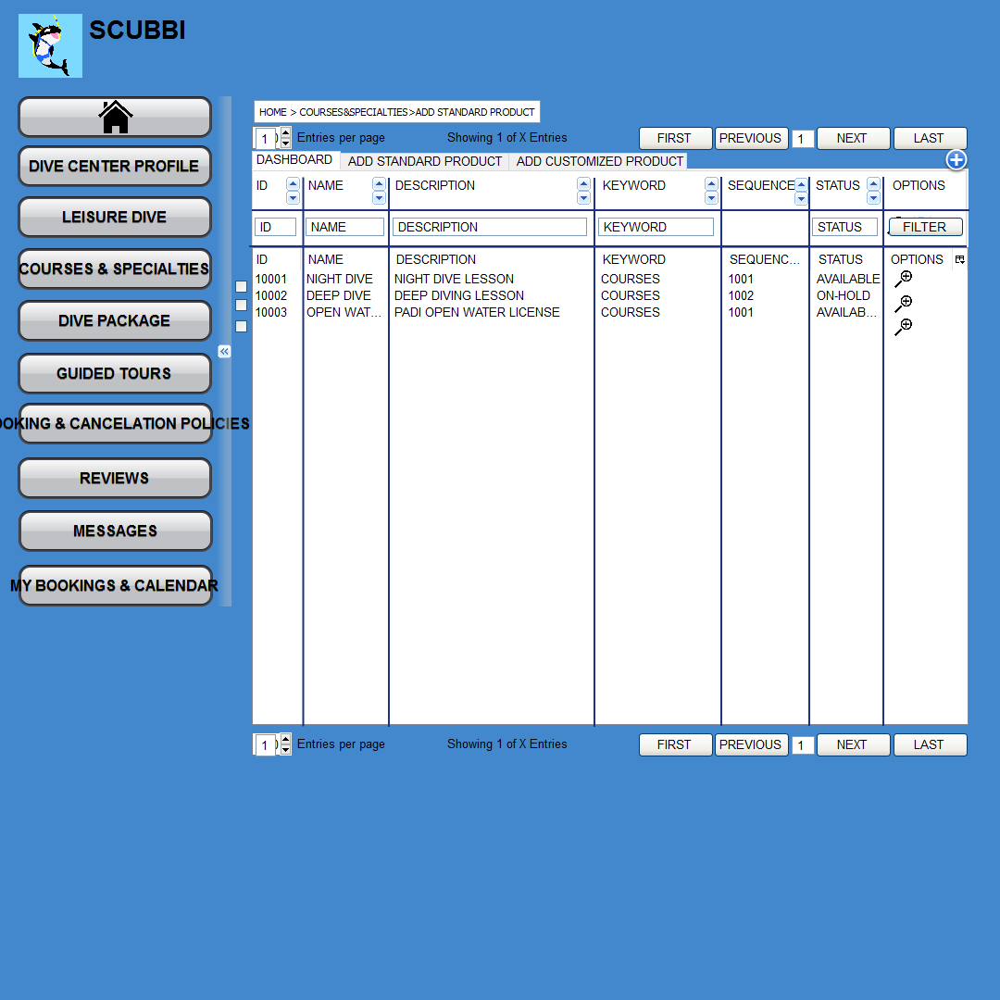 SCUBBI
DIVE CENTER PROFILE
LEISURE DIVE
COURSES & SPECIALTIES
DIVE PACKAGE
GUIDED TOURS
OOKING & CANCELATION POLICIES
REVIEWS
MESSAGES
MY BOOKINGS & CALENDAR
HOME > COURSES&SPECIALTIES>ADD STANDARD PRODUCT
1 Entries per page Showing 1 of X Entries FIRST PREVIOUS 1 NEXT LAST
DASHBOARD ADD STANDARD PRODUCT ADD CUSTOMIZED PRODUCT
ID NAME DESCRIPTION KEYWORD SEQUENCE STATUS OPTIONS
ID NAME DESCRIPTION KEYWORD STATUS FILTER
ID NAME DESCRIPTION KEYWORD SEQUENC... STATUS OPTIONS
10001 NIGHT DIVE NIGHT DIVE LESSON COURSES 1001 AVAILABLE
10002 DEEP DIVE DEEP DIVING LESSON COURSES 1002 ON-HOLD
10003 OPEN WAT... PADI OPEN WATER LICENSE COURSES 1001 AVAILAB...
1 Entries per page Showing 1 of X Entries FIRST PREVIOUS 1 NEXT LAST